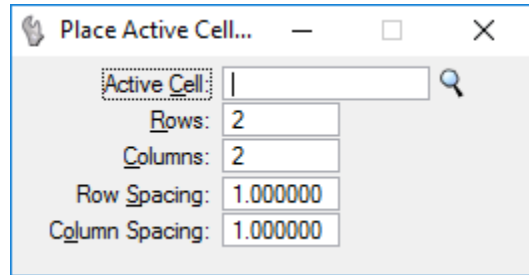 Place Active Cell...
Active Cell:
Rows: 2
Columns: 2
Row Spacing: 1.000000
Column Spacing: 1.000000